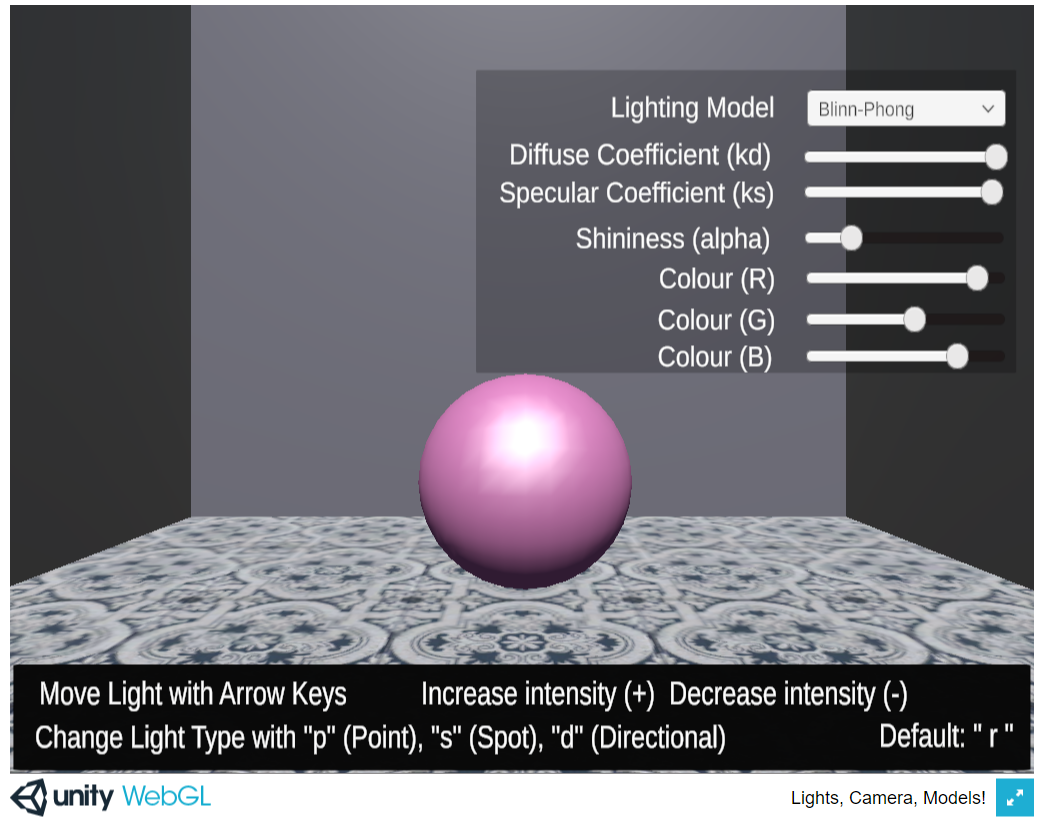 Lighting Model Blinn-Phong
Diffuse Coefficient (kd)
Specular Coefficient (ks)
Shininess (alpha)
Colour (R)
Colour (G)
Colour (B)
Move Light with Arrow Keys Increase intensity (+) Decrease intensity (-)
Change Light Type with "p" (Point), "s" (Spot), "d" (Directional) Default: " r "
unity WebGL Lights, Camera, Models!